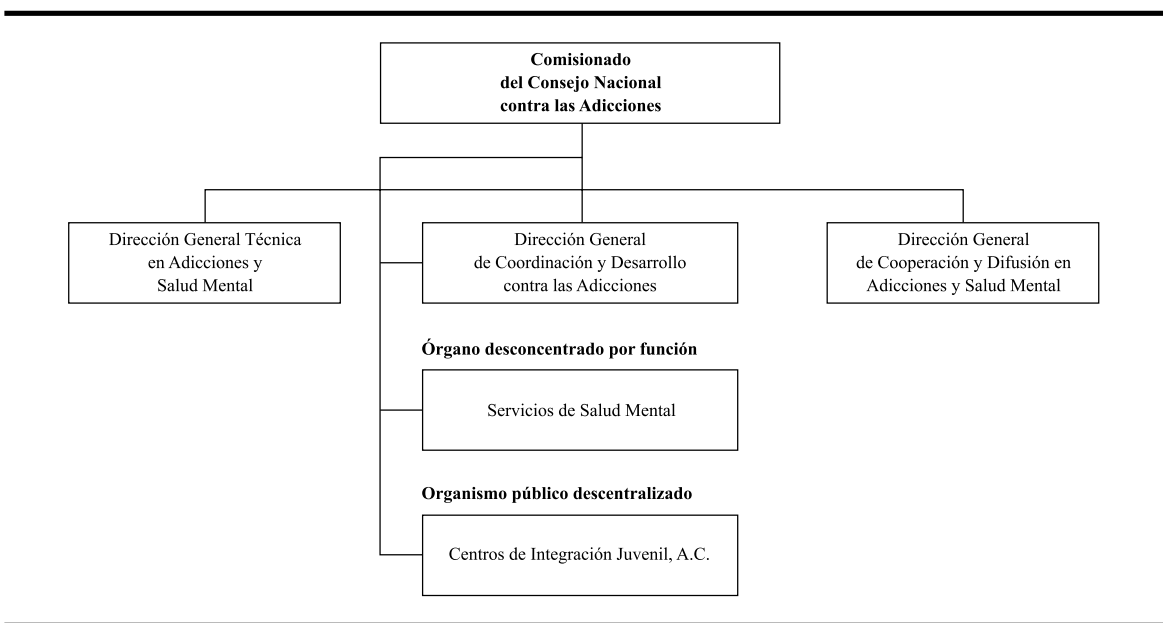 Comisionado
del Consejo Nacional
contra las Adicciones
Dirección General Técnica
en Adicciones y
Salud Mental
Dirección General
de Coordinación y Desarrollo
contra las Adicciones
Dirección General
de Cooperación y Difusión en
Adicciones y Salud Mental
Órgano desconcentrado por función
Servicios de Salud Mental
Organismo público descentralizado
Centros de Integración Juvenil, A.C.